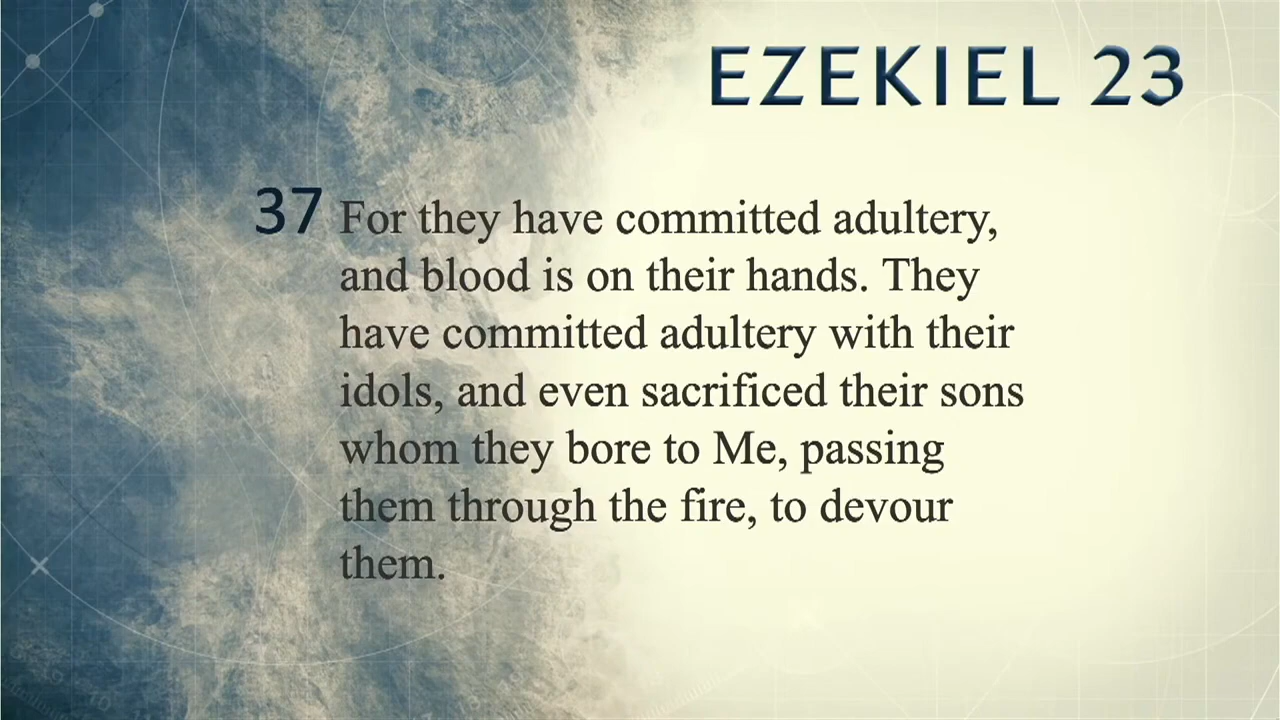 EZEKIEL 23
37 For they have committed adultery,
and blood is on their hands. They
have committed adultery with their
idols, and even sacrificed their sons
whom they bore to Me, passing
them through the fire, to devour
them.